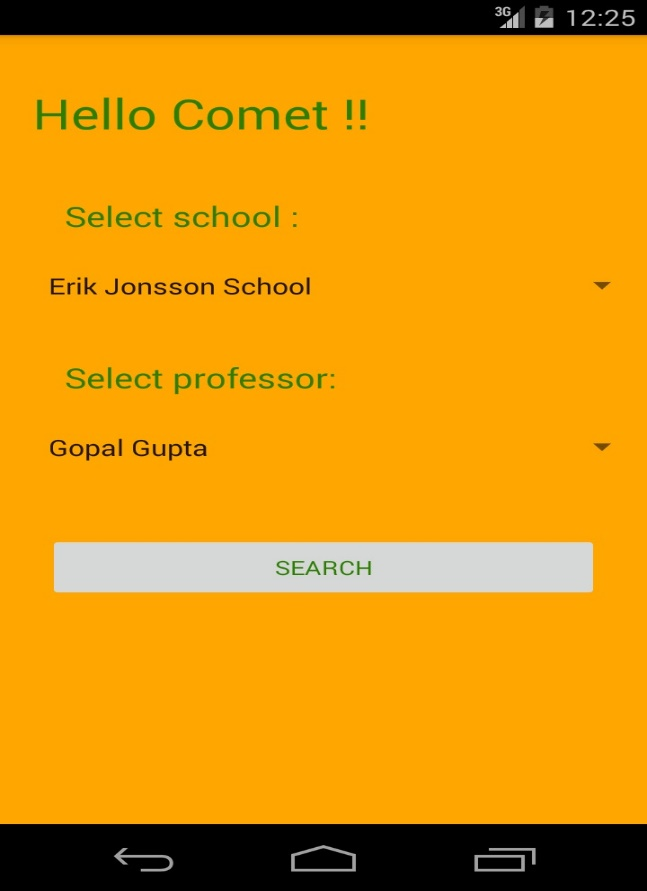 3G 12:25
Hello Comet !!
Select school :
Erik Jonsson School
Select professor:
Gopal Gupta
SEARCH